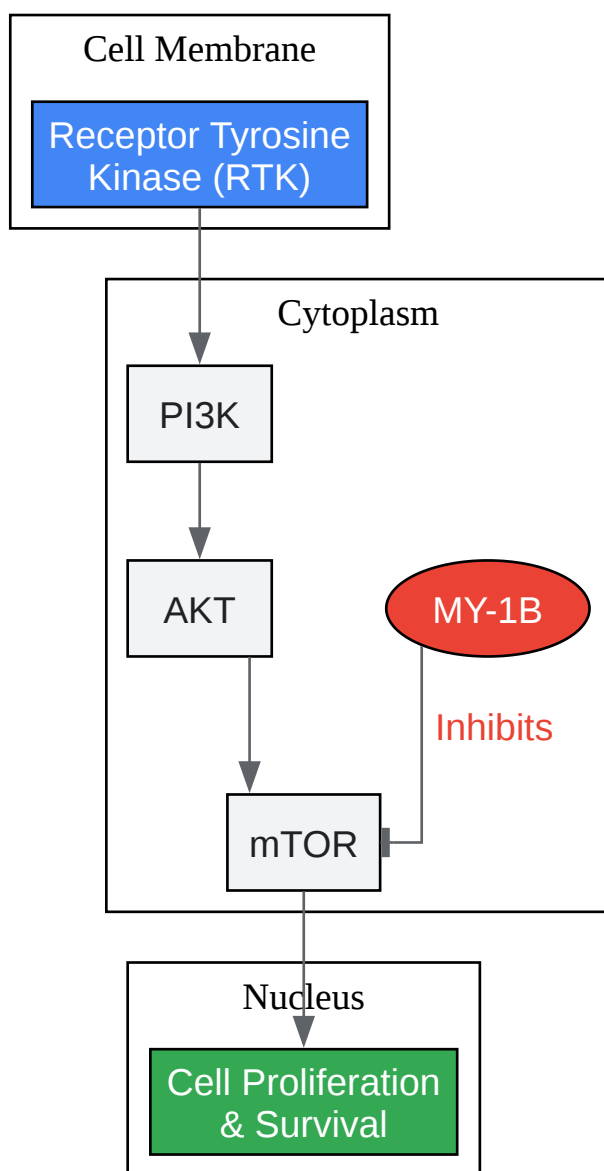 Cell Membrane
Receptor Tyrosine
Kinase (RTK)
Cytoplasm
PI3K
AKT
MY-1B
Inhibits
mTOR
Nucleus
Cell Proliferation
& Survival